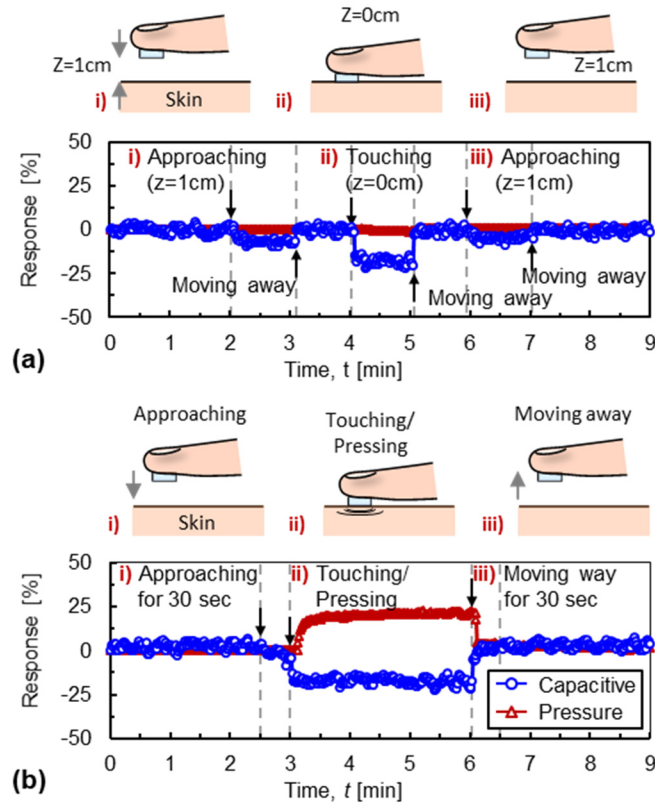 Z=0cm
Z=1cm
Z=1cm
i) Skin ii) iii)
50
25
0
-25
-50
Response [%]
i) Approaching
(z=1cm)
ii) Touching
(z=0cm)
iii) Approaching
(z=1cm)
Moving away
Moving away
Moving away
0 1 2 3 4 5 6 7 8 9
(a)
Time, t [min]
Approaching
Touching/
Pressing
Moving away
i) Skin ii) iii)
50
25
0
-25
-50
Response [%]
i) Approaching
for 30 sec
ii) Touching/
Pressing
iii) Moving way
for 30 sec
Capacitive
Pressure
0 1 2 3 4 5 6 7 8 9
(b)
Time, t [min]